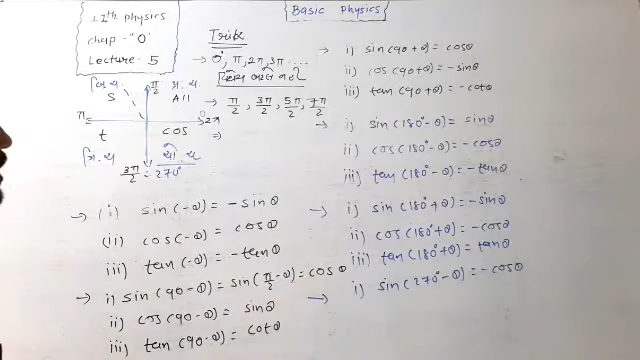 Basic Physics
11th physics
chap - "0"
Lecture - 5
Trick
→ 0°, π, 2π, 3π ....
→ π/2, 3π/2, 5π/2, 7π/2
π/2
S
All
π
0
2π
t
cos
⇒
3π/2 = 270°
→ (i) sin(-θ) = -sinθ
(ii) cos(-θ) = cosθ
iii) tan(-θ) = -tanθ
→ i) sin(90-θ) = sin(π/2-θ) = cosθ
ii) cos(90-θ) = sinθ
iii) tan(90-θ) = cotθ
→ i) sin(90+θ) = cosθ
ii) cos(90+θ) = -sinθ
iii) tan(90+θ) = -cotθ
→ i) sin(180°-θ) = sinθ
ii) cos(180°-θ) = -cosθ
iii) tan(180°-θ) = -tanθ
→ i) sin(180°+θ) = -sinθ
ii) cos(180°+θ) = -cosθ
iii) tan(180°+θ) = tanθ
→ i) sin(270°-θ) = -cosθ